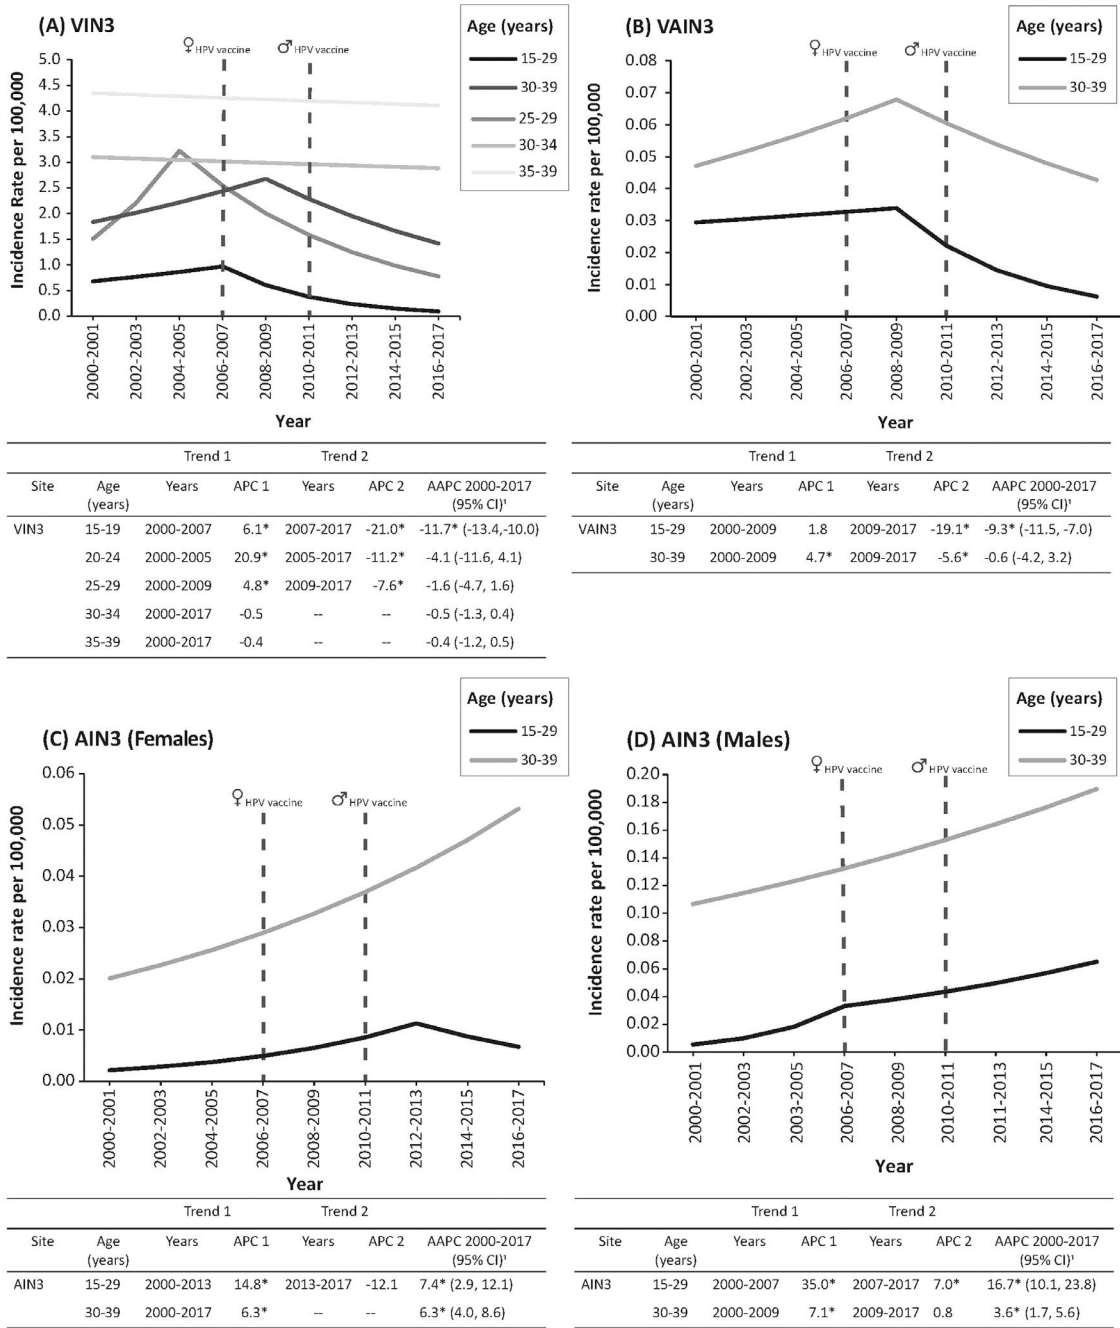 (A) VIN3
Age (years)
15-29
30-39
25-29
30-34
35-39
♀ HPV vaccine
♂ HPV vaccine
Incidence Rate per 100,000
5.0
4.5
4.0
3.5
3.0
2.5
2.0
1.5
1.0
0.5
0.0
2000-2001
2002-2003
2004-2005
2006-2007
2008-2009
2010-2011
2012-2013
2014-2015
2016-2017
Year
Trend 1 Trend 2
Site Age (years) Years APC 1 Years APC 2 AAPC 2000-2017 (95% CI)¹
VIN3 15-19 2000-2007 6.1* 2007-2017 -21.0* -11.7* (-13.4,-10.0)
20-24 2000-2005 20.9* 2005-2017 -11.2* -4.1 (-11.6, 4.1)
25-29 2000-2009 4.8* 2009-2017 -7.6* -1.6 (-4.7, 1.6)
30-34 2000-2017 -0.5 -- -- -0.5 (-1.3, 0.4)
35-39 2000-2017 -0.4 -- -- -0.4 (-1.2, 0.5)
(B) VAIN3
Age (years)
15-29
30-39
♀ HPV vaccine
♂ HPV vaccine
Incidence rate per 100,000
0.08
0.07
0.06
0.05
0.04
0.03
0.02
0.01
0.00
2000-2001
2002-2003
2004-2005
2006-2007
2008-2009
2010-2011
2012-2013
2014-2015
2016-2017
Year
Trend 1 Trend 2
Site Age (years) Years APC 1 Years APC 2 AAPC 2000-2017 (95% CI)¹
VAIN3 15-29 2000-2009 1.8 2009-2017 -19.1* -9.3* (-11.5, -7.0)
30-39 2000-2009 4.7* 2009-2017 -5.6* -0.6 (-4.2, 3.2)
(C) AIN3 (Females)
Age (years)
15-29
30-39
♀ HPV vaccine
♂ HPV vaccine
Incidence rate per 100,000
0.06
0.05
0.04
0.03
0.02
0.01
0.00
2000-2001
2002-2003
2004-2005
2006-2007
2008-2009
2010-2011
2012-2013
2014-2015
2016-2017
Year
Trend 1 Trend 2
Site Age (years) Years APC 1 Years APC 2 AAPC 2000-2017 (95% CI)¹
AIN3 15-29 2000-2013 14.8* 2013-2017 -12.1 7.4* (2.9, 12.1)
30-39 2000-2017 6.3* -- -- 6.3* (4.0, 8.6)
(D) AIN3 (Males)
Age (years)
15-29
30-39
♀ HPV vaccine
♂ HPV vaccine
Incidence rate per 100,000
0.20
0.18
0.16
0.14
0.12
0.10
0.08
0.06
0.04
0.02
0.00
2000-2001
2002-2003
2003-2005
2006-2007
2008-2009
2010-2011
2011-2013
2014-2015
2016-2017
Year
Trend 1 Trend 2
Site Age (years) Years APC 1 Years APC 2 AAPC 2000-2017 (95% CI)¹
AIN3 15-29 2000-2007 35.0* 2007-2017 7.0* 16.7* (10.1, 23.8)
30-39 2000-2009 7.1* 2009-2017 0.8 3.6* (1.7, 5.6)